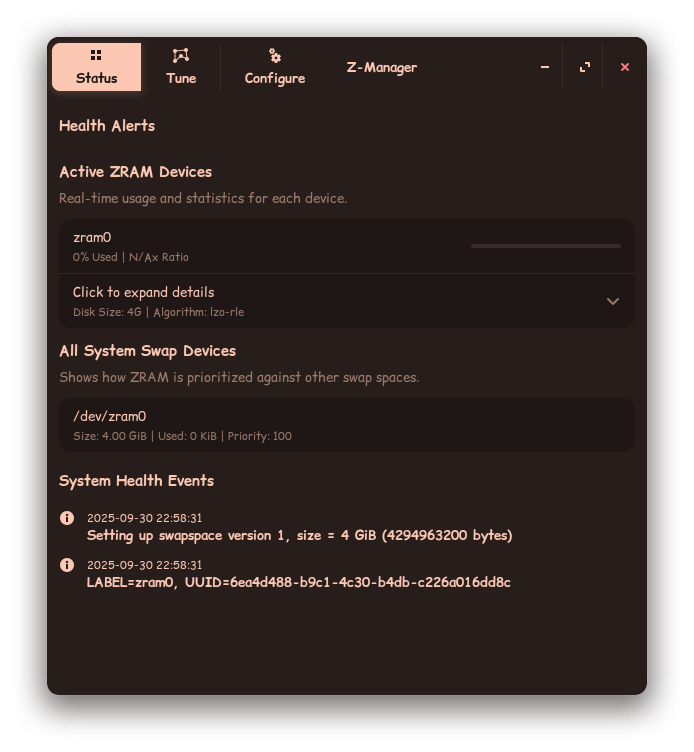 Status
Tune
Configure
Z-Manager
Health Alerts
Active ZRAM Devices
Real-time usage and statistics for each device.
zram0
0% Used | N/Ax Ratio
Click to expand details
Disk Size: 4G | Algorithm: lzo-rle
All System Swap Devices
Shows how ZRAM is prioritized against other swap spaces.
/dev/zram0
Size: 4.00 GiB | Used: 0 KiB | Priority: 100
System Health Events
2025-09-30 22:58:31
Setting up swapspace version 1, size = 4 GiB (4294963200 bytes)
2025-09-30 22:58:31
LABEL=zram0, UUID=6ea4d488-b9c1-4c30-b4db-c226a016dd8c